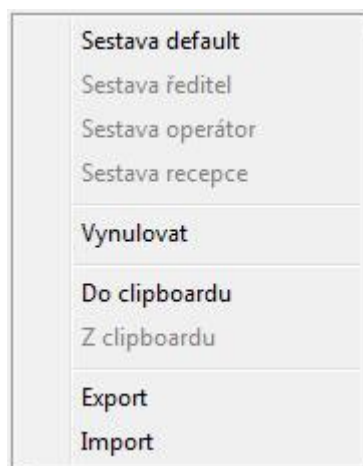 Sestava default
Sestava ředitel
Sestava operátor
Sestava recepce
Vynulovat
Do clipboardu
Z clipboardu
Export
Import